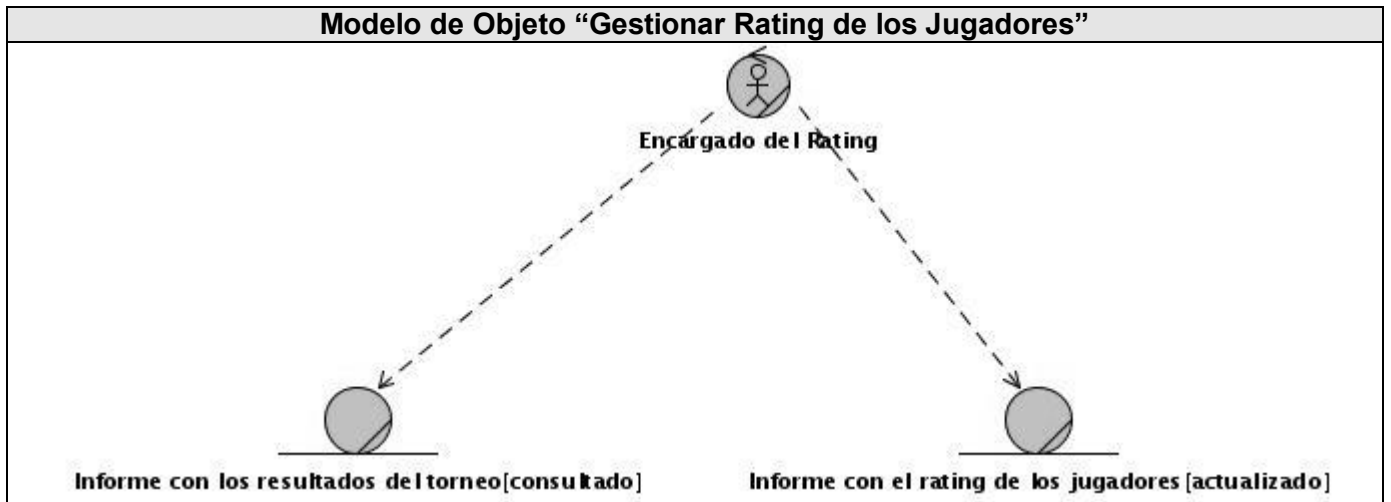 Modelo de Objeto “Gestionar Rating de los Jugadores”
Encargado del Rating
Informe con los resultados del torneo[consultado]
Informe con el rating de los jugadores[actualizado]